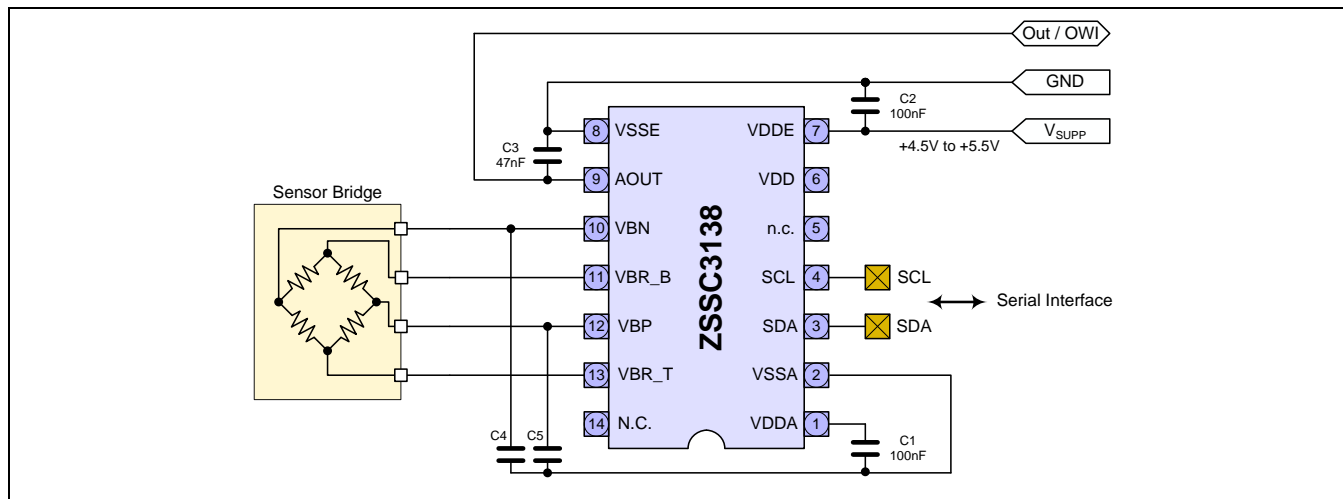 Out / OWI
GND
C2
100nF
8 VSSE
VDDE 7
V_SUPP
+4.5V to +5.5V
C3
47nF
9 AOUT
VDD 6
Sensor Bridge
10 VBN
n.c. 5
ZSSC3138
11 VBR_B
SCL 4
SCL
Serial Interface
12 VBP
SDA 3
SDA
13 VBR_T
VSSA 2
14 N.C.
VDDA 1
C4
C5
C1
100nF